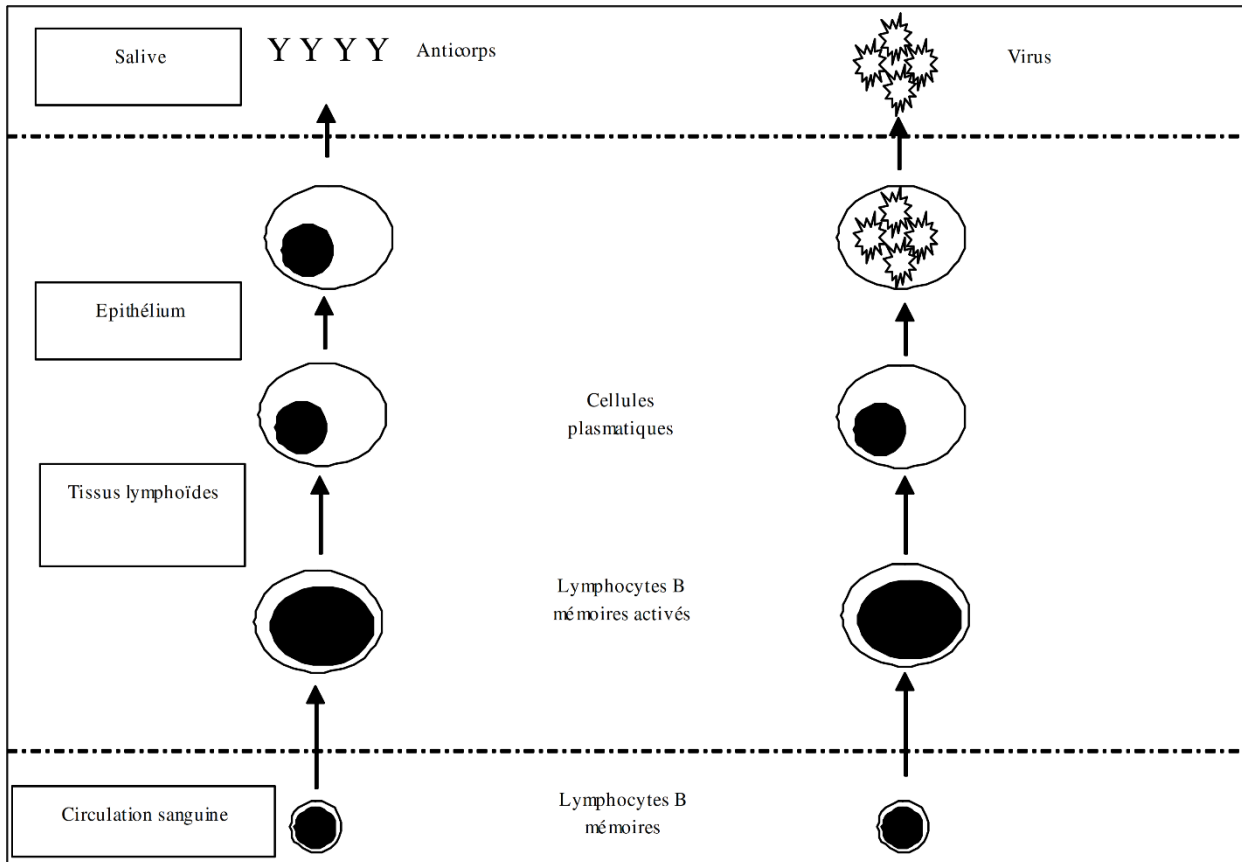 Salive
Y Y Y Y
Anticorps
Virus
Epithélium
Cellules
plasmatiques
Tissus lymphoïdes
Lymphocytes B
mémoires activés
Circulation sanguine
Lymphocytes B
mémoires